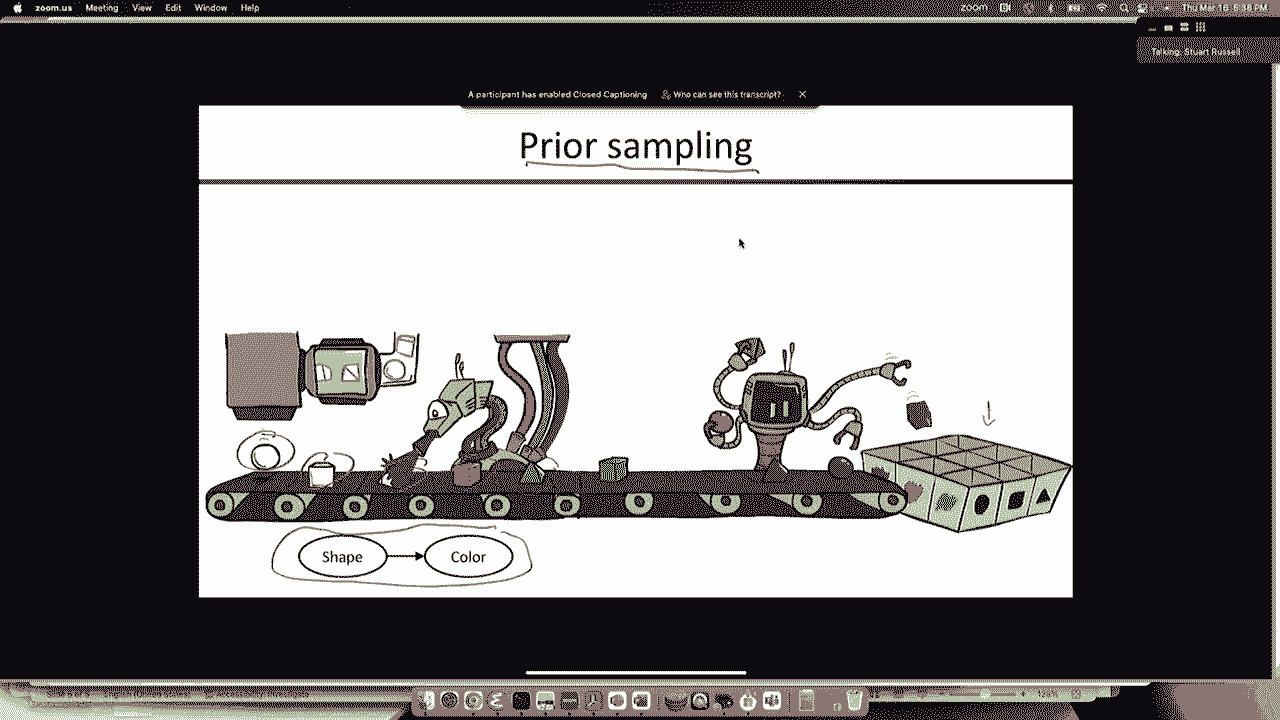 zoom.us Meeting View Edit Window Help zoom Thu Mar 16 5:38 PM
Talking: Stuart Russell
A participant has enabled Closed Captioning Who can see this transcript?
Prior sampling
Shape Color